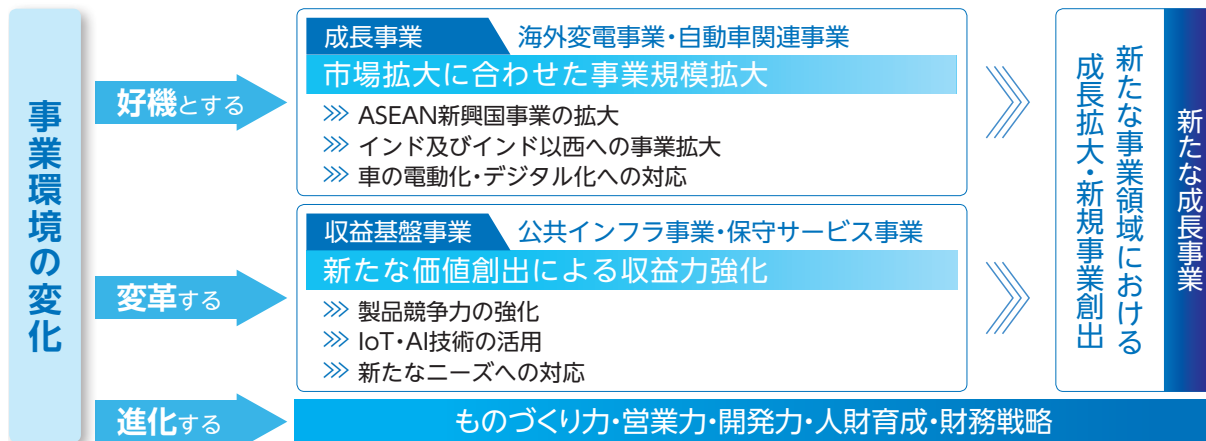 事業環境の変化
好機とする
成長事業 海外変電事業・自動車関連事業
市場拡大に合わせた事業規模拡大
>>> ASEAN新興国事業の拡大
>>> インド及びインド以西への事業拡大
>>> 車の電動化・デジタル化への対応
変革する
収益基盤事業 公共インフラ事業・保守サービス事業
新たな価値創出による収益力強化
>>> 製品競争力の強化
>>> IoT・AI技術の活用
>>> 新たなニーズへの対応
新たな事業領域における
成長拡大・新規事業創出
新たな成長事業
進化する
ものづくり力・営業力・開発力・人財育成・財務戦略